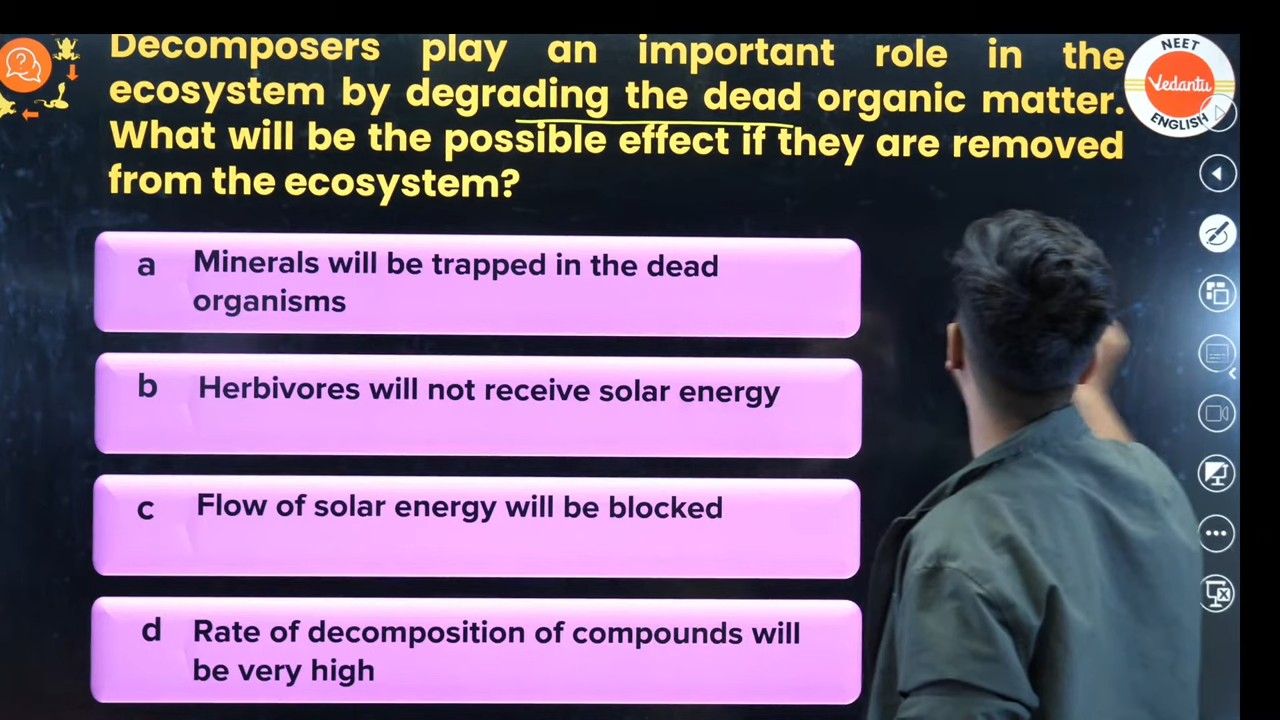 Decomposers play an important role in the
ecosystem by degrading the dead organic matter.
What will be the possible effect if they are removed
from the ecosystem?
NEET
Vedantu
ENGLISH
a Minerals will be trapped in the dead
organisms
b Herbivores will not receive solar energy
c Flow of solar energy will be blocked
d Rate of decomposition of compounds will
be very high